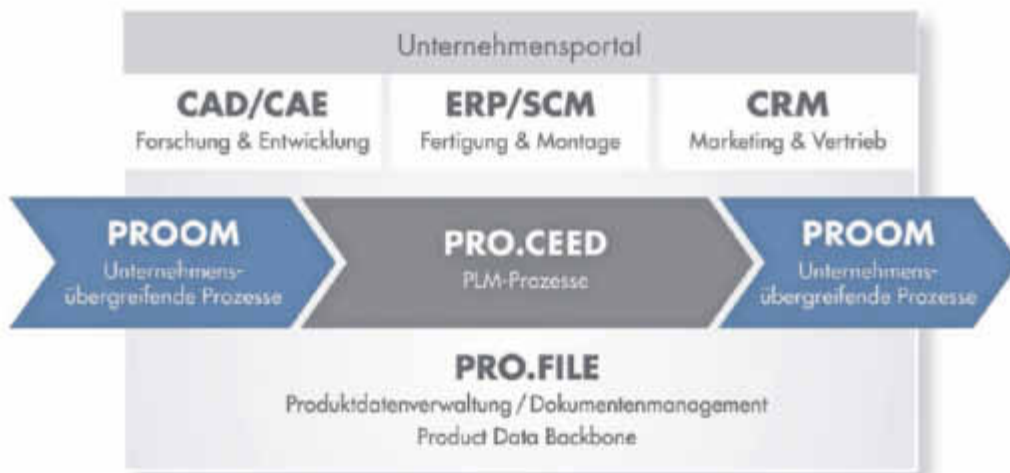 Unternehmensportal
CAD/CAE
Forschung & Entwicklung
ERP/SCM
Fertigung & Montage
CRM
Marketing & Vertrieb
PROOM
Unternehmens-
übergreifende Prozesse
PRO.CEED
PLM-Prozesse
PROOM
Unternehmens-
übergreifende Prozesse
PRO.FILE
Produktdatenverwaltung / Dokumentenmanagement
Product Data Backbone